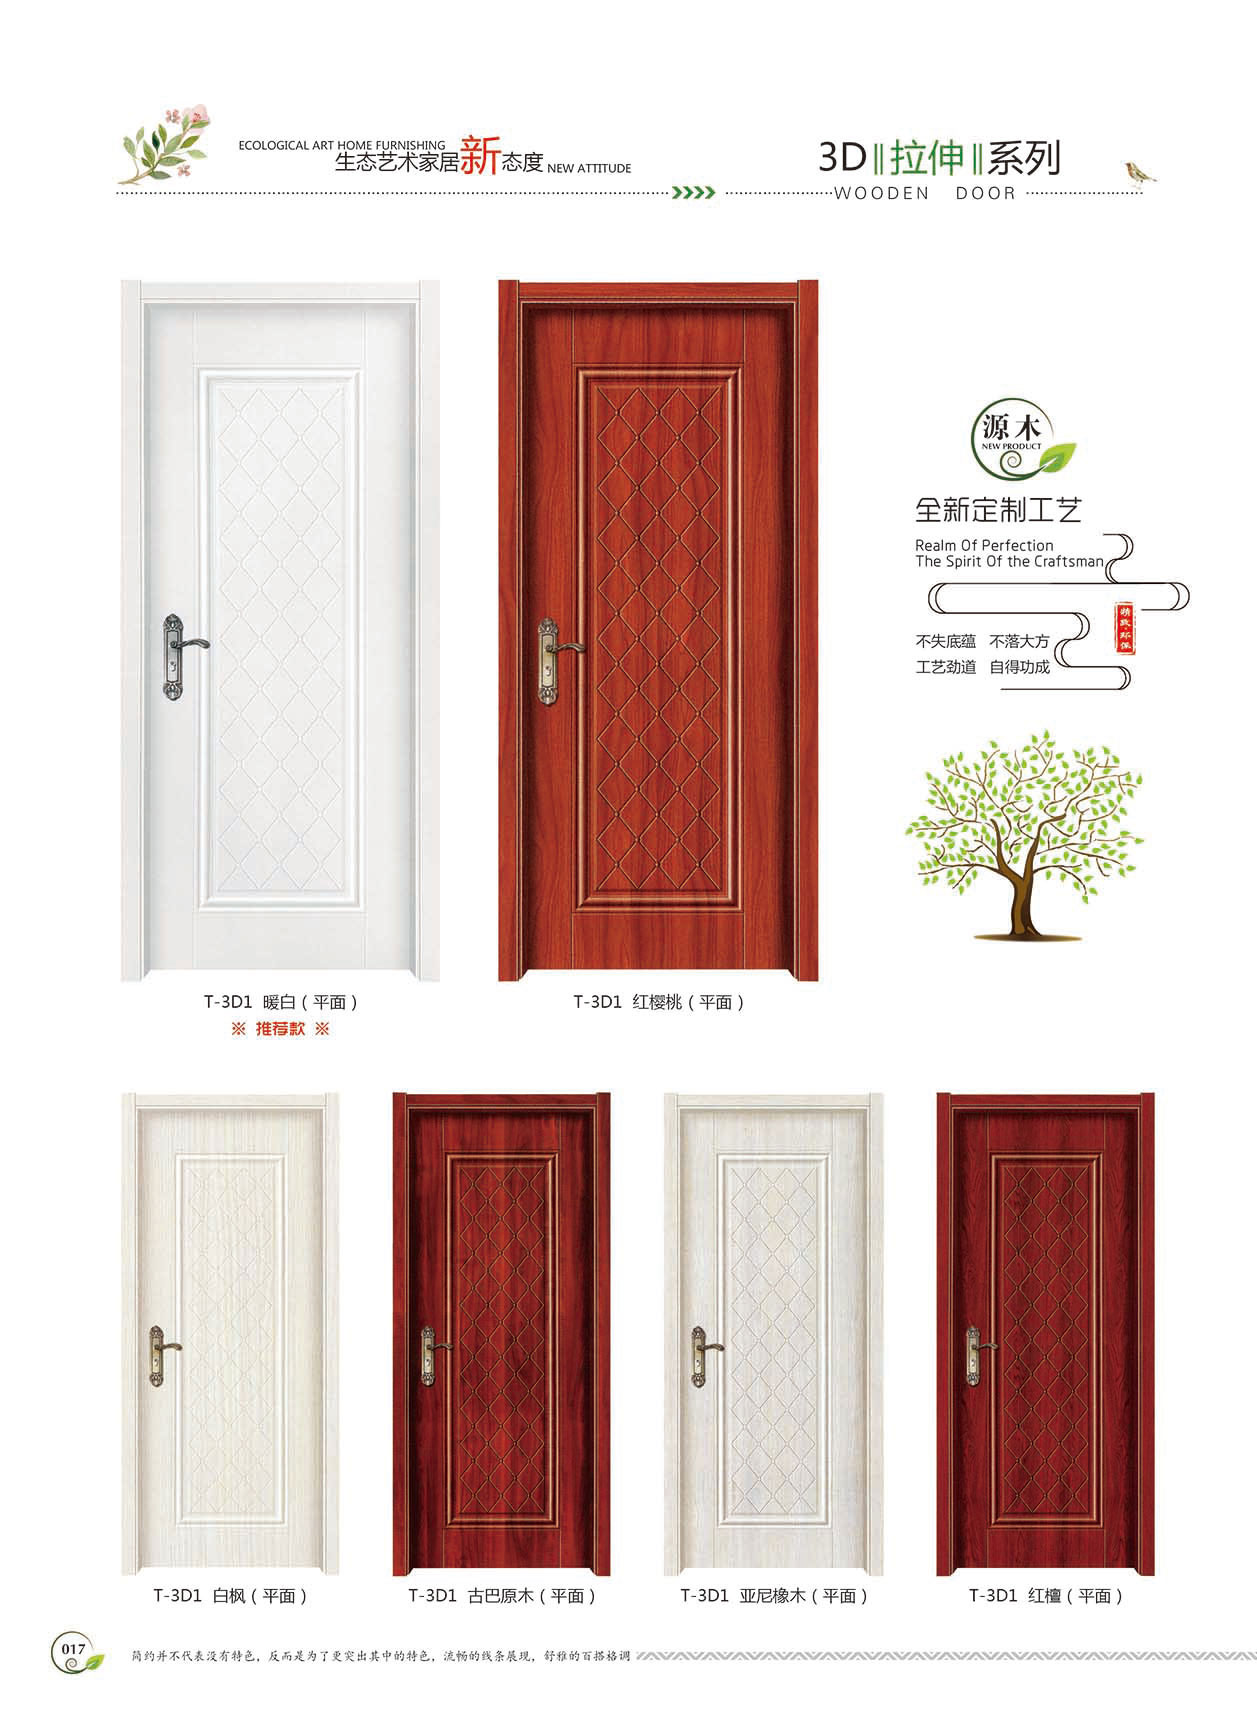 ECOLOGICAL ART HOME FURNISHING
生态艺术家居新态度 NEW ATTITUDE
3D 拉伸 系列
WOODEN DOOR
源木
NEW PRODUCT
全新定制工艺
Realm Of Perfection
The Spirit Of the Craftsman
精致·环保
不失底蕴 不落大方
工艺劲道 自得功成
T-3D1 暖白（平面）
※ 推荐款 ※
T-3D1 红樱桃（平面）
T-3D1 白枫（平面）
T-3D1 古巴原木（平面）
T-3D1 亚尼橡木（平面）
T-3D1 红檀（平面）
017
简约并不代表没有特色，反而是为了更突出其中的特色，流畅的线条展现，舒雅的百搭格调